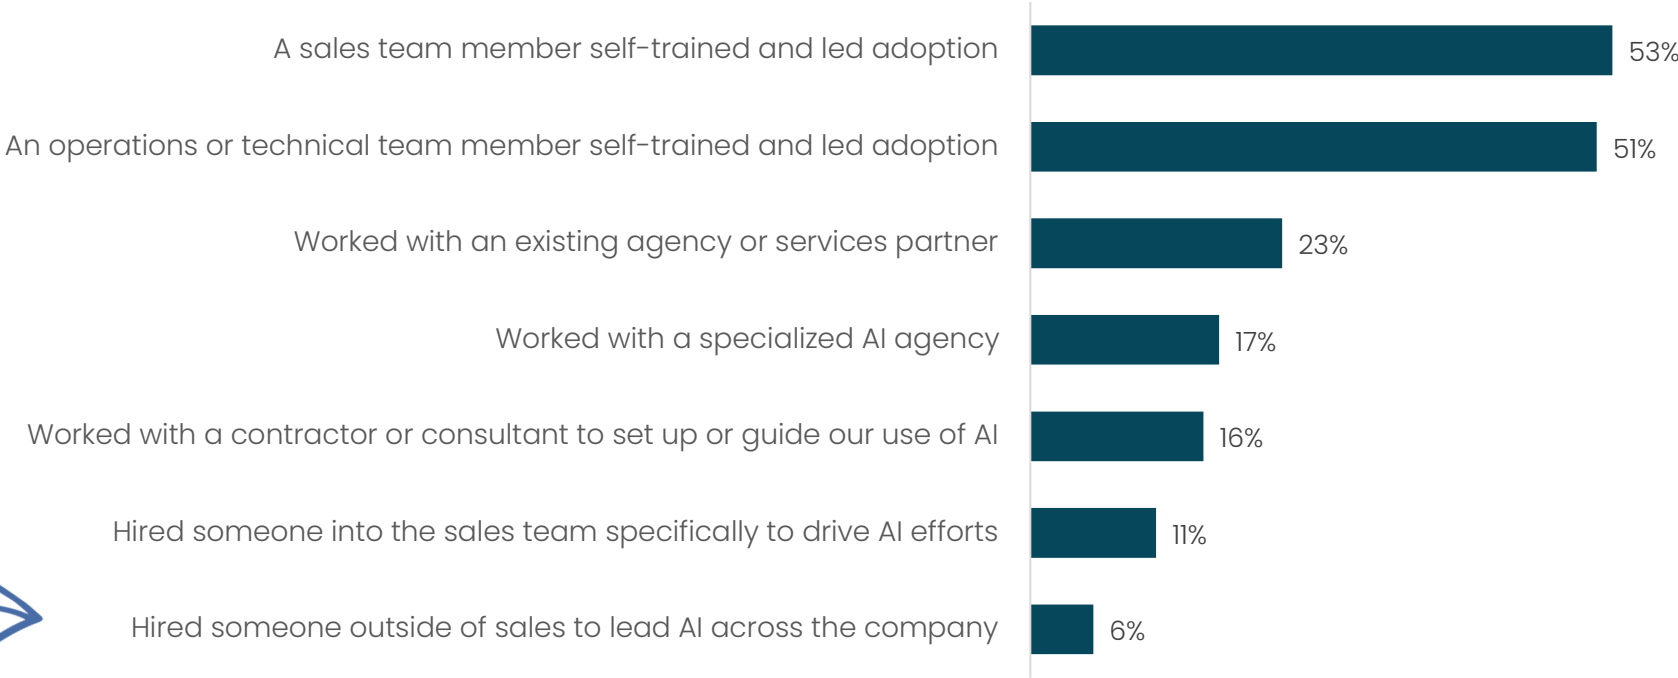 A sales team member self-trained and led adoption 53%
An operations or technical team member self-trained and led adoption 51%
Worked with an existing agency or services partner 23%
Worked with a specialized AI agency 17%
Worked with a contractor or consultant to set up or guide our use of AI 16%
Hired someone into the sales team specifically to drive AI efforts 11%
Hired someone outside of sales to lead AI across the company 6%